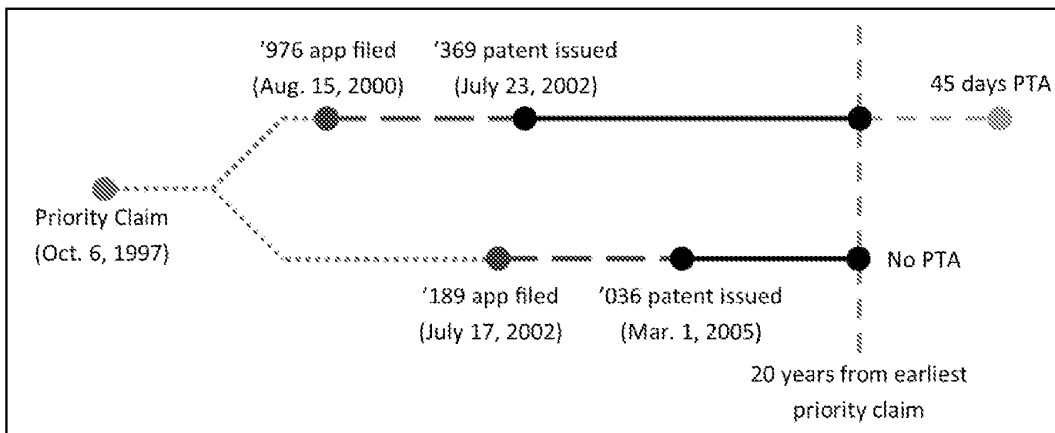 '976 app filed
(Aug. 15, 2000)
'369 patent issued
(July 23, 2002)
45 days PTA
Priority Claim
(Oct. 6, 1997)
No PTA
'189 app filed
(July 17, 2002)
'036 patent issued
(Mar. 1, 2005)
20 years from earliest
priority claim